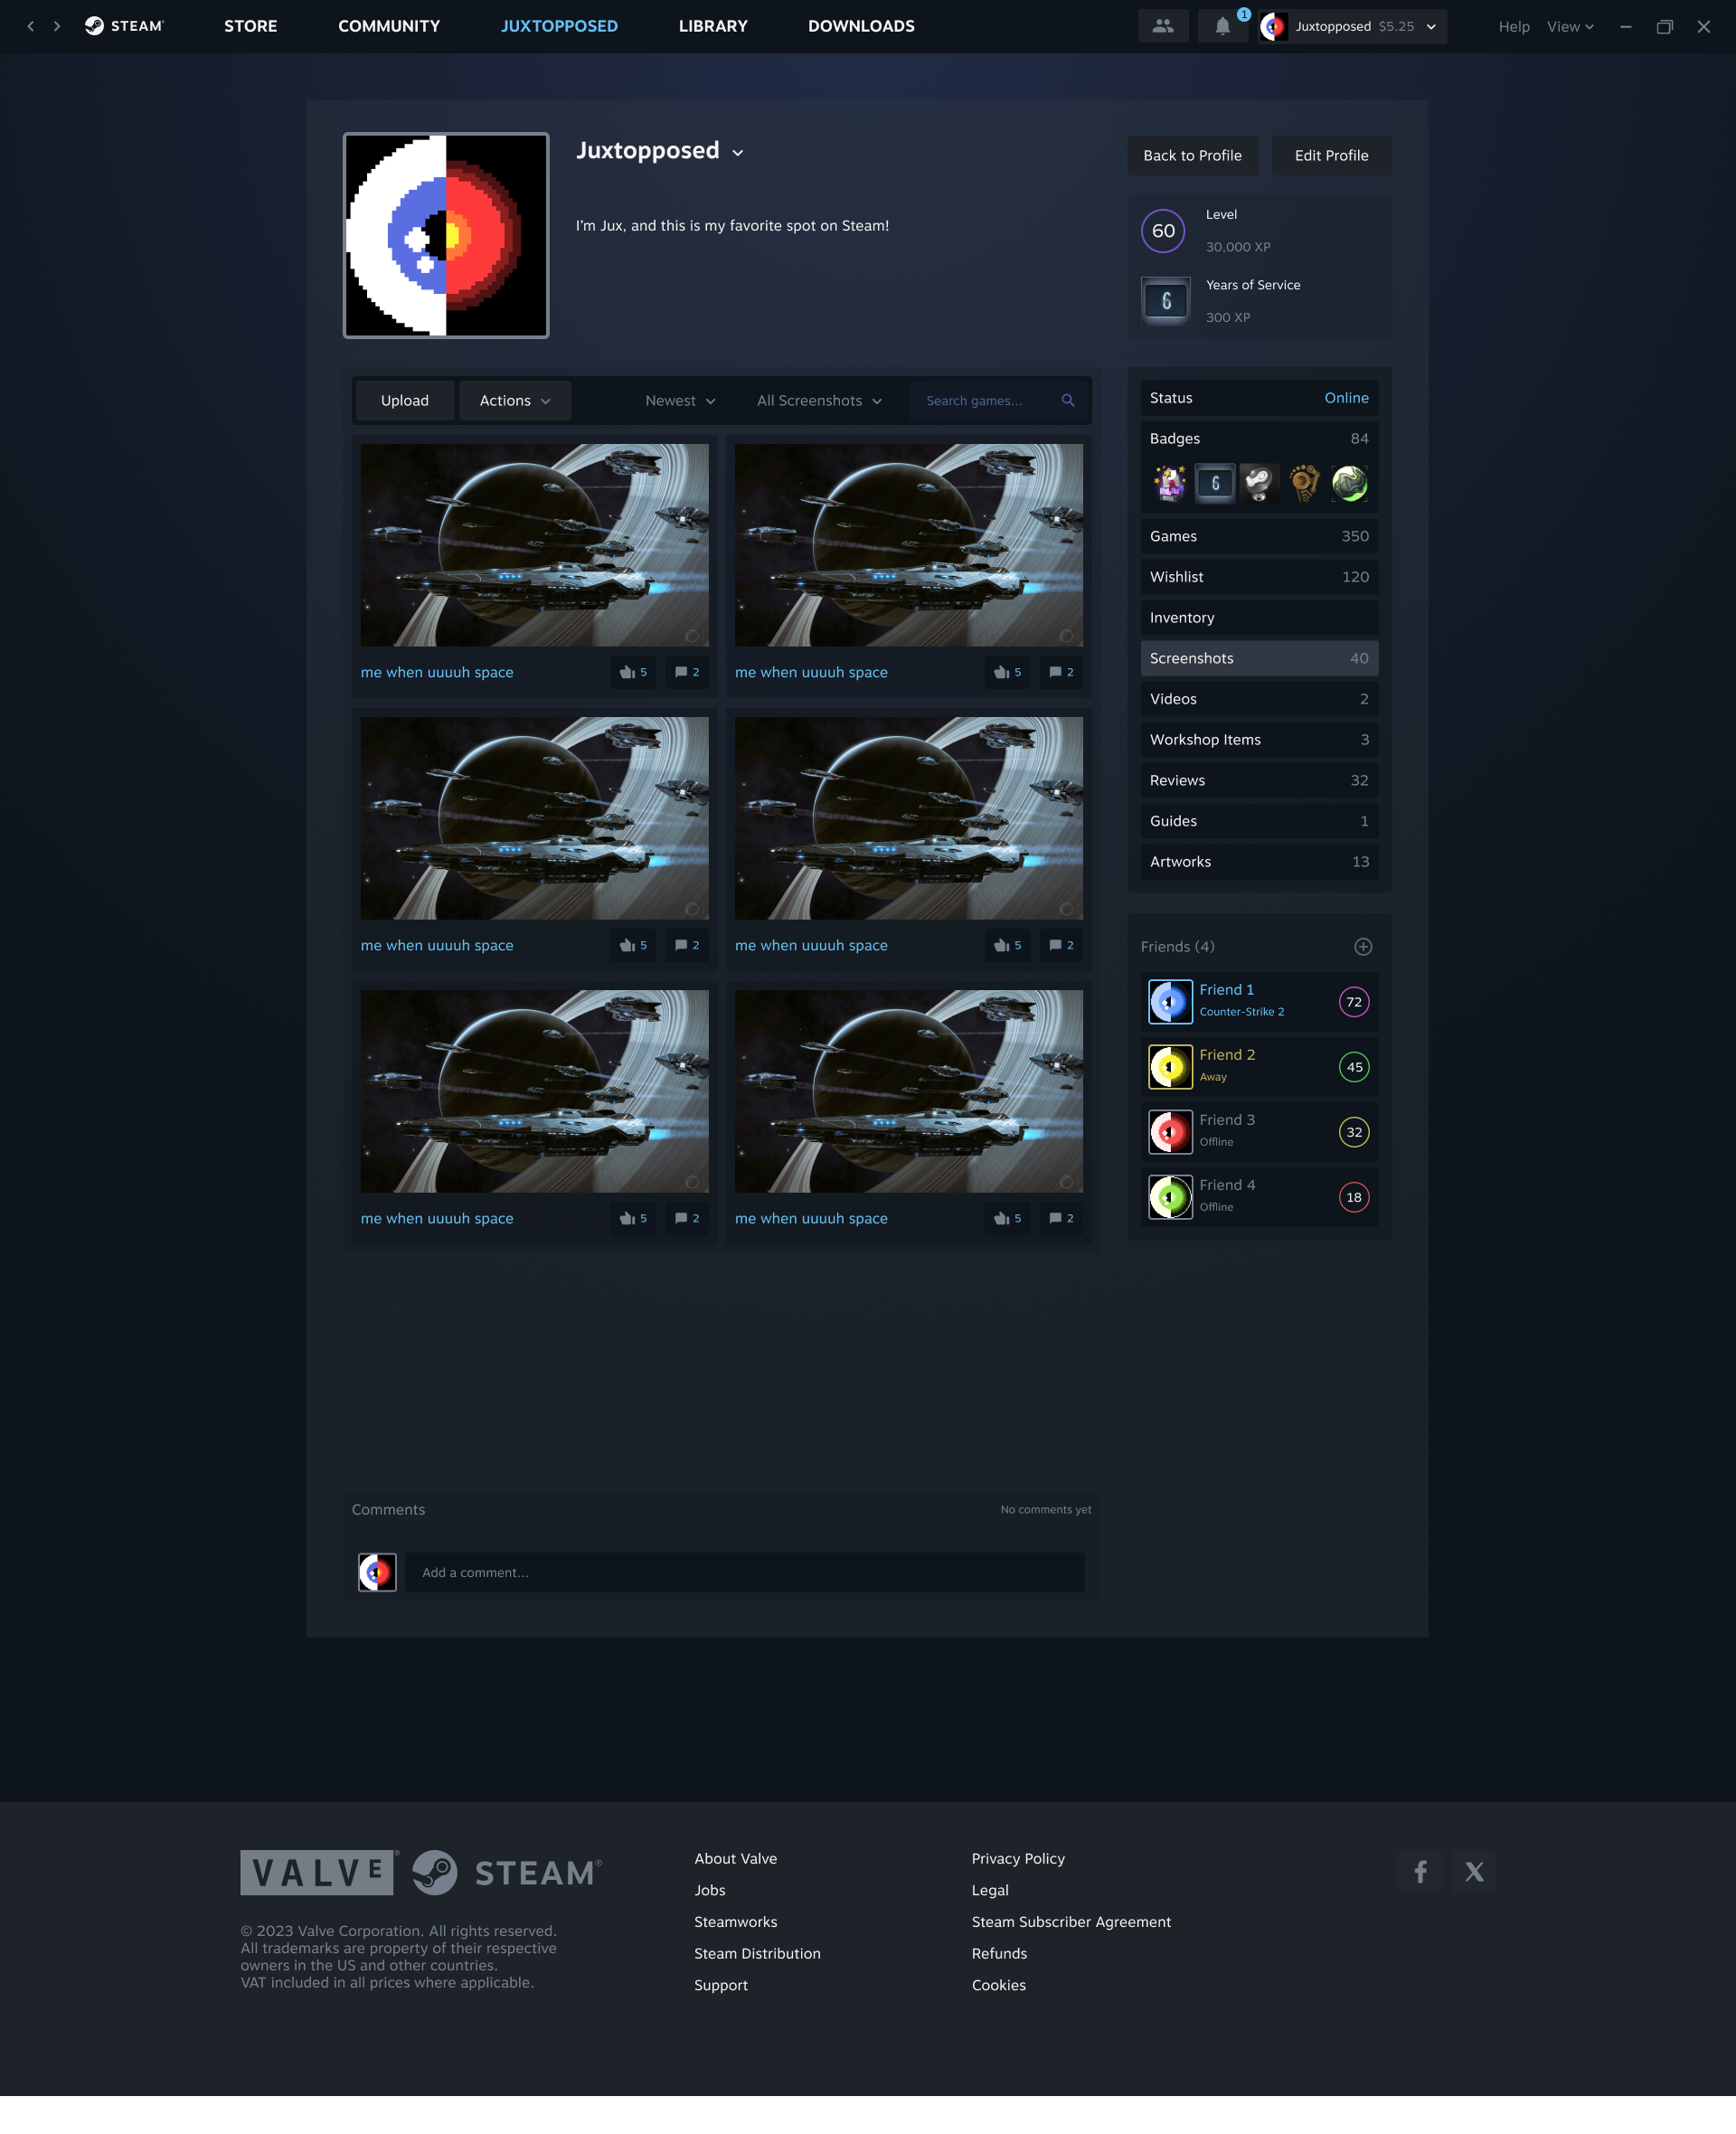 STEAM®
STORE
COMMUNITY
JUXTOPPOSED
LIBRARY
DOWNLOADS
1
Juxtopposed $5.25
Help
View
Juxtopposed
I'm Jux, and this is my favorite spot on Steam!
Back to Profile
Edit Profile
60
Level
30,000 XP
6
Years of Service
300 XP
Upload
Actions
Newest
All Screenshots
Search games...
me when uuuuh space
5
2
me when uuuuh space
5
2
me when uuuuh space
5
2
me when uuuuh space
5
2
me when uuuuh space
5
2
me when uuuuh space
5
2
Status Online
Badges 84
6
Games 350
Wishlist 120
Inventory
Screenshots 40
Videos 2
Workshop Items 3
Reviews 32
Guides 1
Artworks 13
Friends (4)
Friend 1
Counter-Strike 2
72
Friend 2
Away
45
Friend 3
Offline
32
Friend 4
Offline
18
Comments
No comments yet
Add a comment...
VALVE®
STEAM®
© 2023 Valve Corporation. All rights reserved.
All trademarks are property of their respective
owners in the US and other countries.
VAT included in all prices where applicable.
About Valve
Jobs
Steamworks
Steam Distribution
Support
Privacy Policy
Legal
Steam Subscriber Agreement
Refunds
Cookies